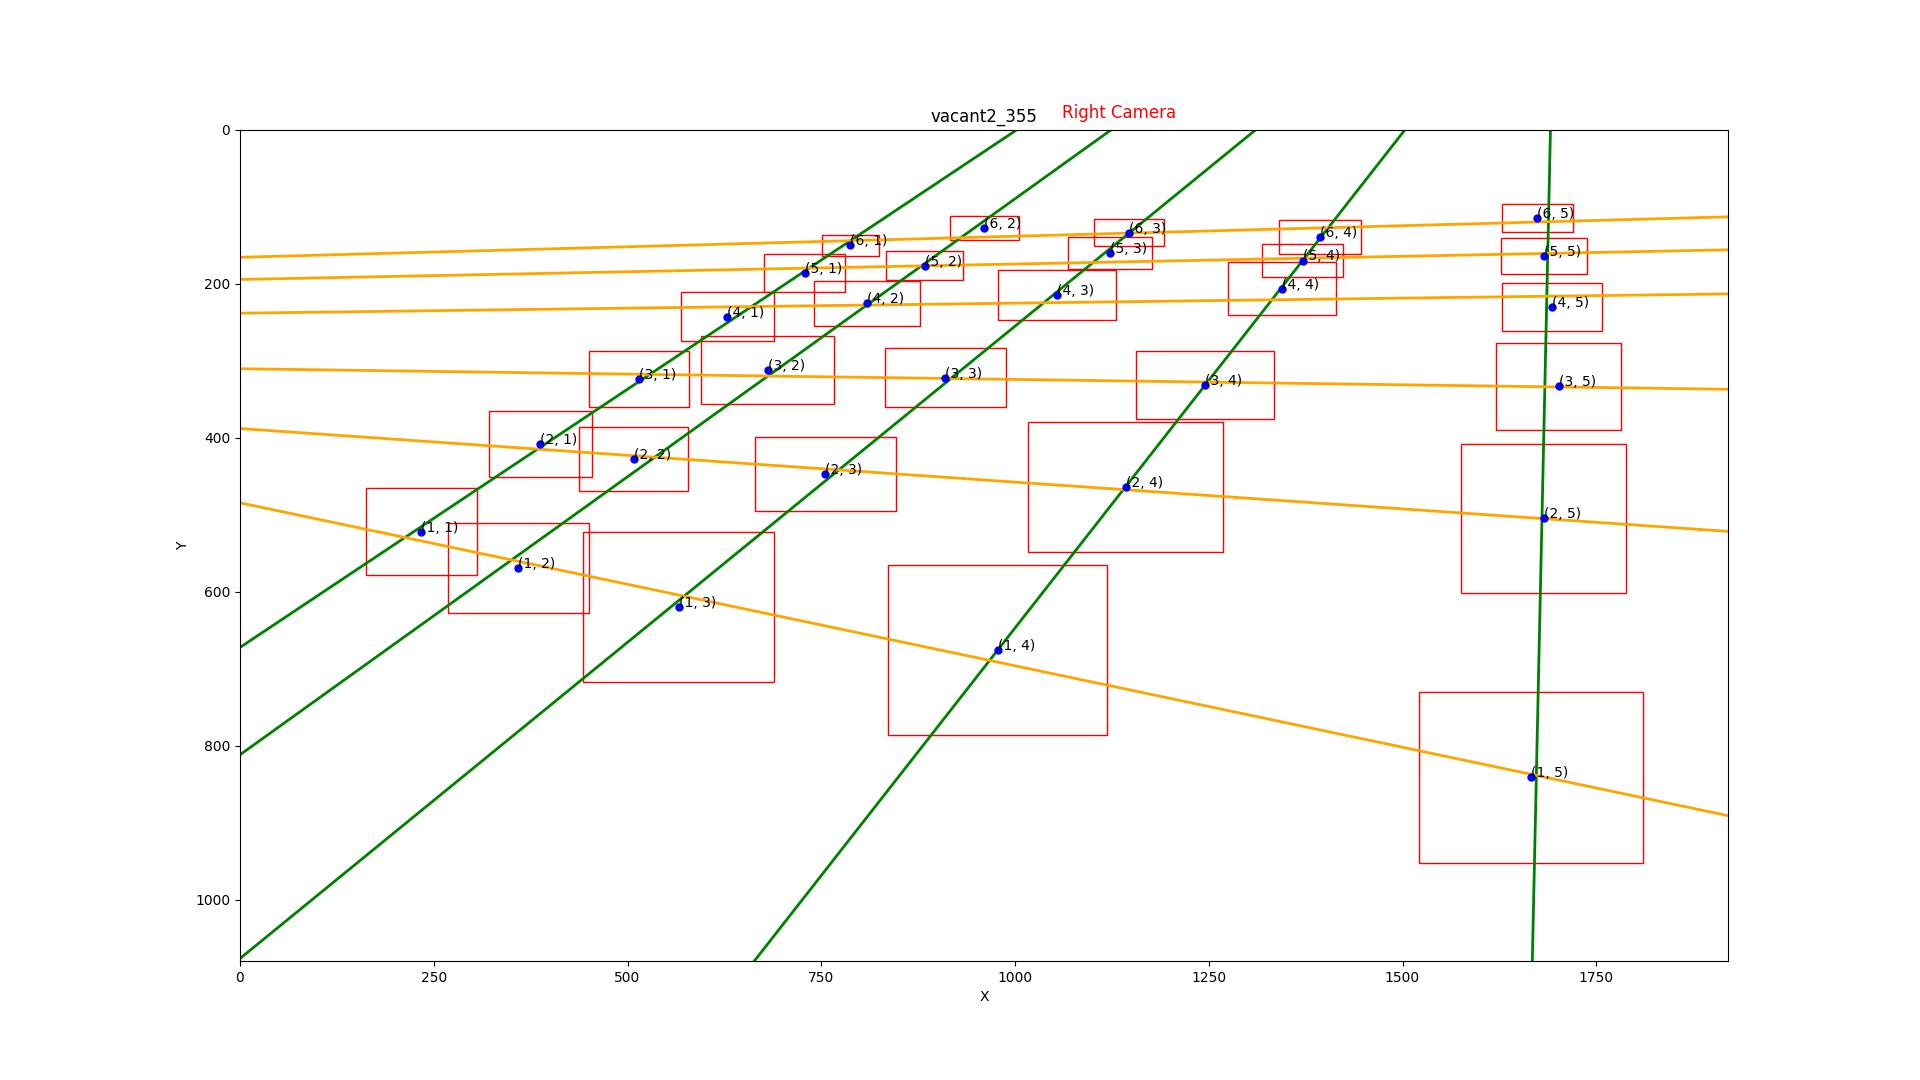 vacant2_355 Right Camera
0
200
400
600
800
1000
Y
(6, 1) (6, 2) (6, 3) (6, 4) (6, 5)
(5, 1) (5, 2) (5, 3) (5, 4) (5, 5)
(4, 1) (4, 2) (4, 3) (4, 4) (4, 5)
(3, 1) (3, 2) (3, 3) (3, 4) (3, 5)
(2, 1) (2, 2) (2, 3) (2, 4) (2, 5)
(1, 1) (1, 2) (1, 3) (1, 4) (1, 5)
0 250 500 750 1000 1250 1500 1750
X